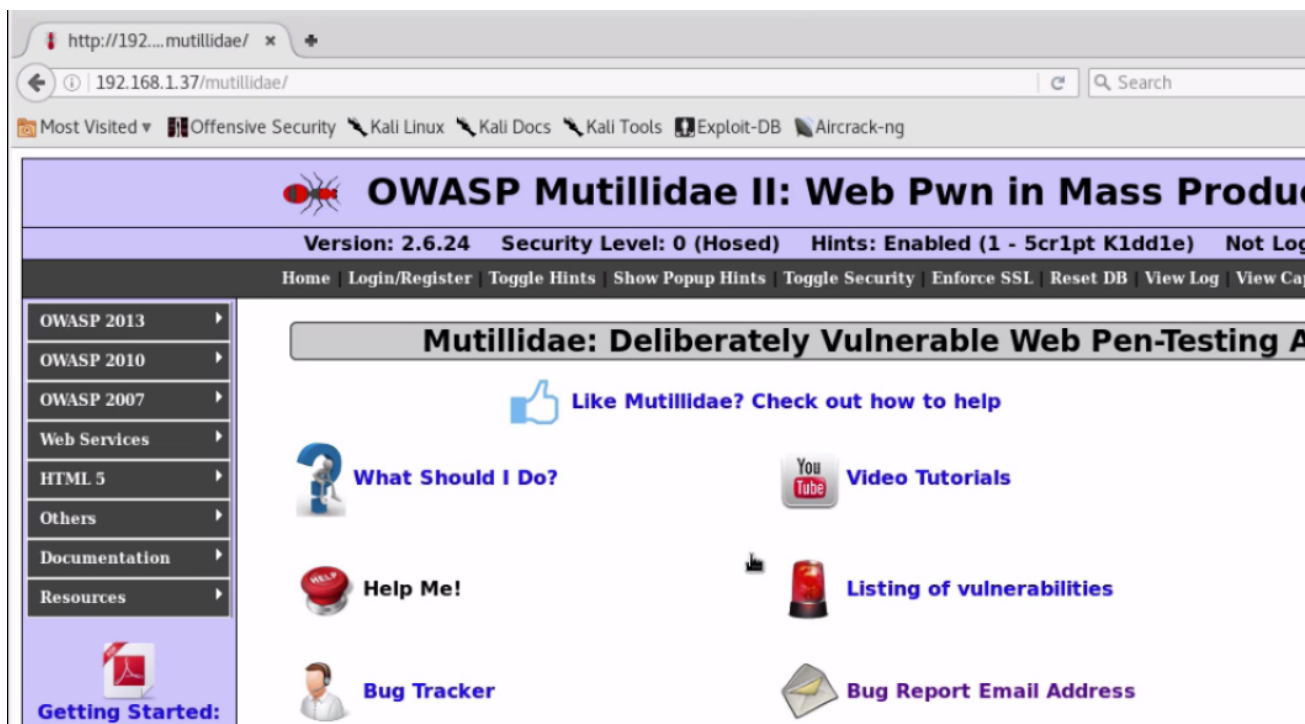 http://192....mutillidae/
192.168.1.37/mutillidae/
Search
Most Visited Offensive Security Kali Linux Kali Docs Kali Tools Exploit-DB Aircrack-ng
OWASP Mutillidae II: Web Pwn in Mass Produ
Version: 2.6.24 Security Level: 0 (Hosed) Hints: Enabled (1 - 5cr1pt K1dd1e) Not Log
Home | Login/Register | Toggle Hints | Show Popup Hints | Toggle Security | Enforce SSL | Reset DB | View Log | View Cap
OWASP 2013
OWASP 2010
OWASP 2007
Web Services
HTML 5
Others
Documentation
Resources
Getting Started:
Mutillidae: Deliberately Vulnerable Web Pen-Testing A
Like Mutillidae? Check out how to help
What Should I Do?
You Tube
Video Tutorials
HELP
Help Me!
Listing of vulnerabilities
Bug Tracker
Bug Report Email Address